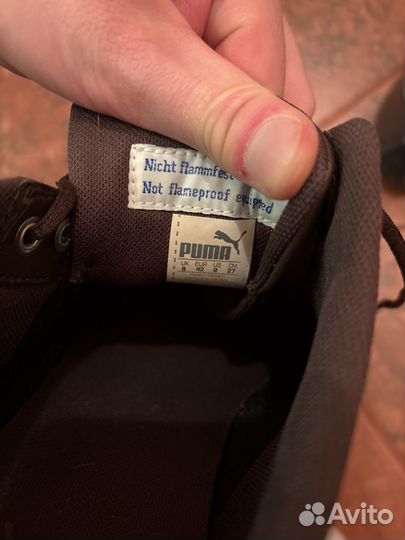 Nicht flammfest
Not flameproof equipped
PUMA
UK EUR US CM
8 42 9 27
Avito